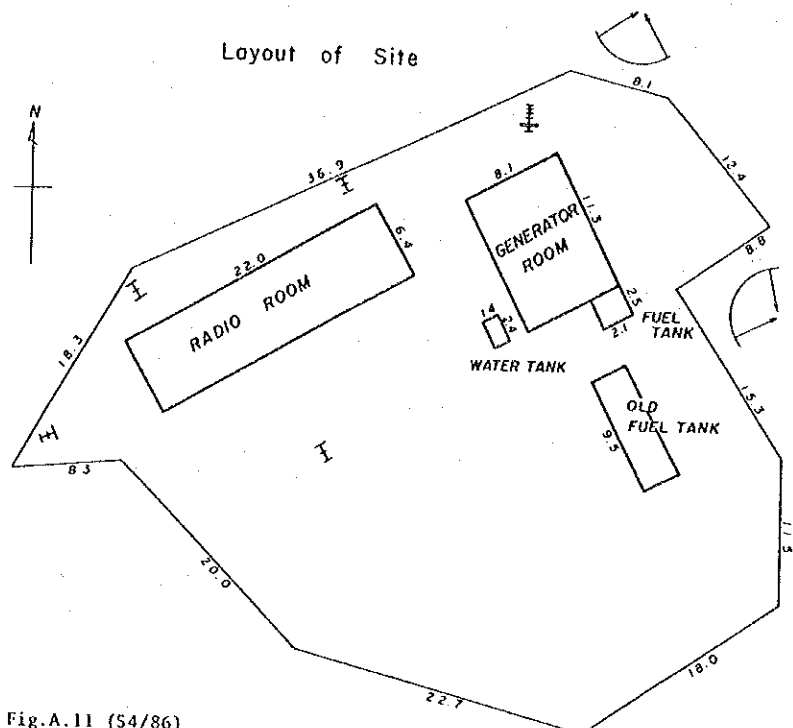 Layout of Site
N
8.1
36.9
12.4
8.1
11.3
6.4
GENERATOR
ROOM
8.8
22.0
RADIO ROOM
18.3
1.4
2.4
2.5
2.1
FUEL
TANK
WATER TANK
15.3
OLD
FUEL TANK
9.5
8.3
11.5
20.0
18.0
22.7
Fig.A.11 (54/86)